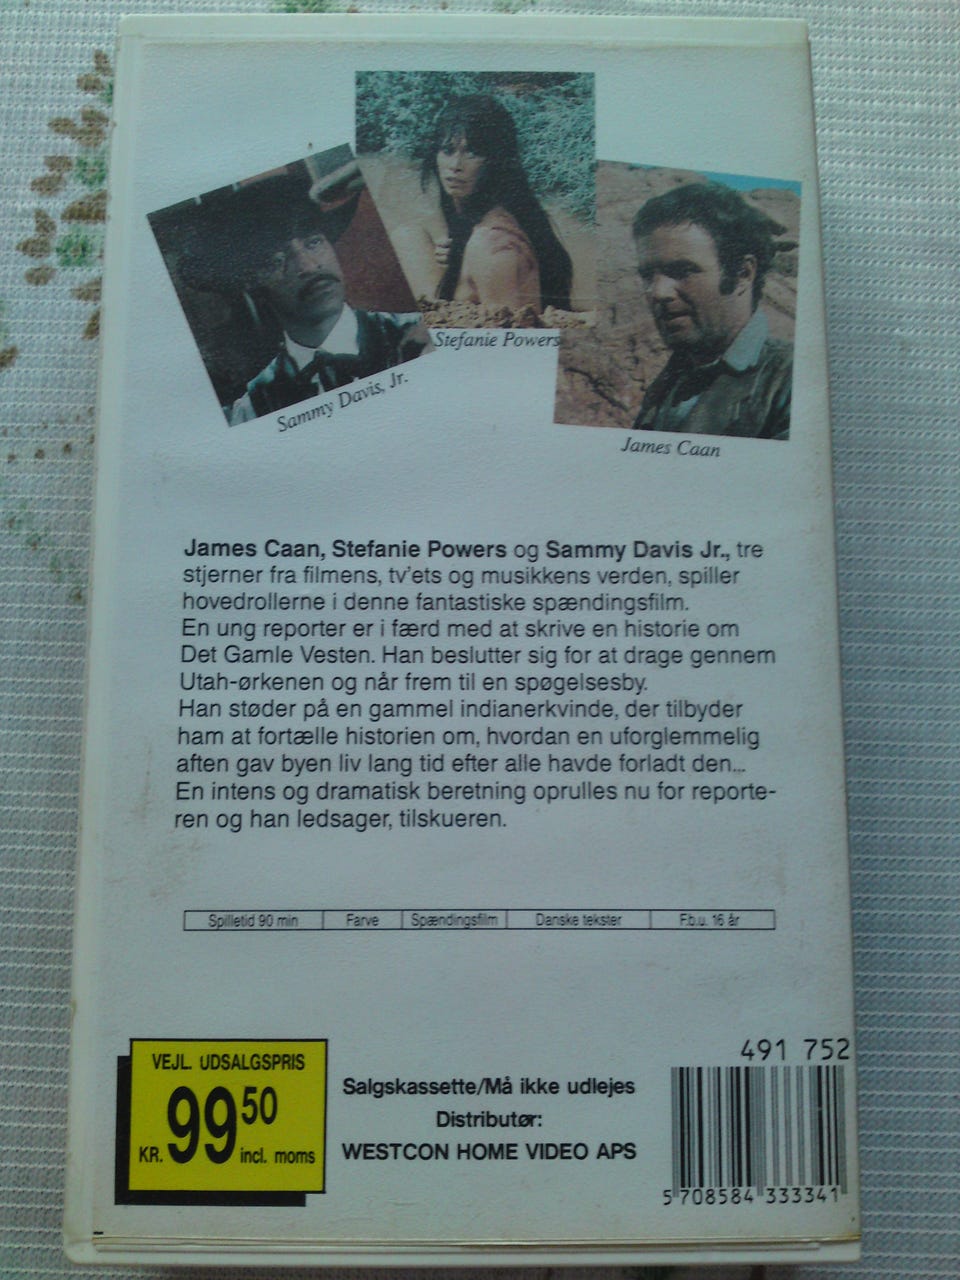 Stefanie Powers
Sammy Davis, Jr.
James Caan
James Caan, Stefanie Powers og Sammy Davis Jr., tre
stjerner fra filmens, tv'ets og musikkens verden, spiller
hovedrollerne i denne fantastiske spændingsfilm.
En ung reporter er i færd med at skrive en historie om
Det Gamle Vesten. Han beslutter sig for at drage gennem
Utah-ørkenen og når frem til en spøgelsesby.
Han støder på en gammel indianerkvinde, der tilbyder
ham at fortælle historien om, hvordan en uforglemmelig
aften gav byen liv lang tid efter alle havde forladt den...
En intens og dramatisk beretning oprulles nu for reporte-
ren og han ledsager, tilskueren.
Spilletid 90 min Farve Spændingsfilm Danske tekster F.b.u. 16 år
VEJL. UDSALGSPRIS
KR. 99 50 incl. moms
Salgskassette/Må ikke udlejes
Distributør:
WESTCON HOME VIDEO APS
491 752
5 708584 333341